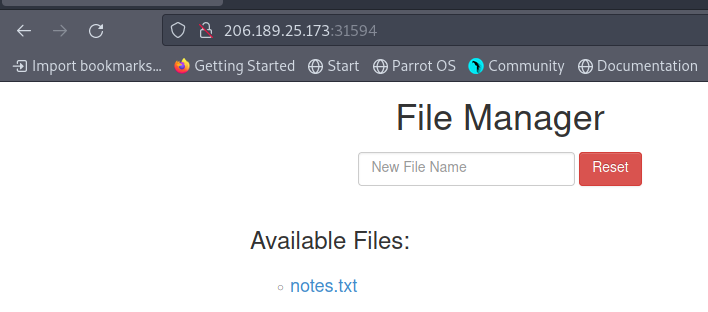 206.189.25.173:31594
Import bookmarks... Getting Started Start Parrot OS Community Documentation
File Manager
New File Name Reset
Available Files:
notes.txt